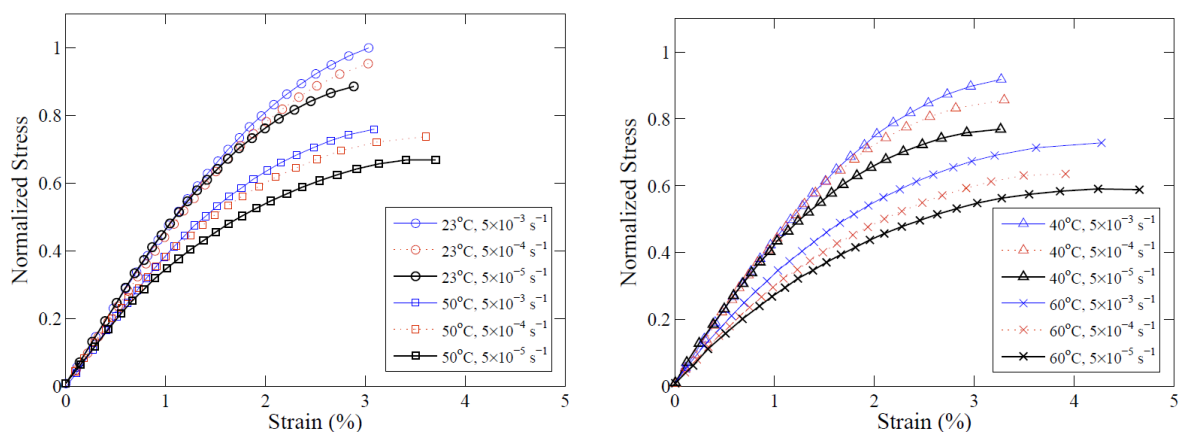 1
0.8
0.6
0.4
0.2
0
0 1 2 3 4 5
Normalized Stress
Strain (%)
23°C, 5×10⁻³ s⁻¹
23°C, 5×10⁻⁴ s⁻¹
23°C, 5×10⁻⁵ s⁻¹
50°C, 5×10⁻³ s⁻¹
50°C, 5×10⁻⁴ s⁻¹
50°C, 5×10⁻⁵ s⁻¹
1
0.8
0.6
0.4
0.2
0
0 1 2 3 4 5
Normalized Stress
Strain (%)
40°C, 5×10⁻³ s⁻¹
40°C, 5×10⁻⁴ s⁻¹
40°C, 5×10⁻⁵ s⁻¹
60°C, 5×10⁻³ s⁻¹
60°C, 5×10⁻⁴ s⁻¹
60°C, 5×10⁻⁵ s⁻¹